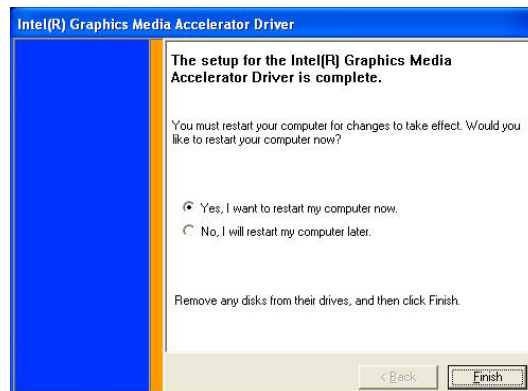 Intel(R) Graphics Media Accelerator Driver
The setup for the Intel(R) Graphics Media
Accelerator Driver is complete.
You must restart your computer for changes to take effect. Would you
like to restart your computer now?
Yes, I want to restart my computer now.
No, I will restart my computer later.
Remove any disks from their drives, and then click Finish.
< Back
Finish